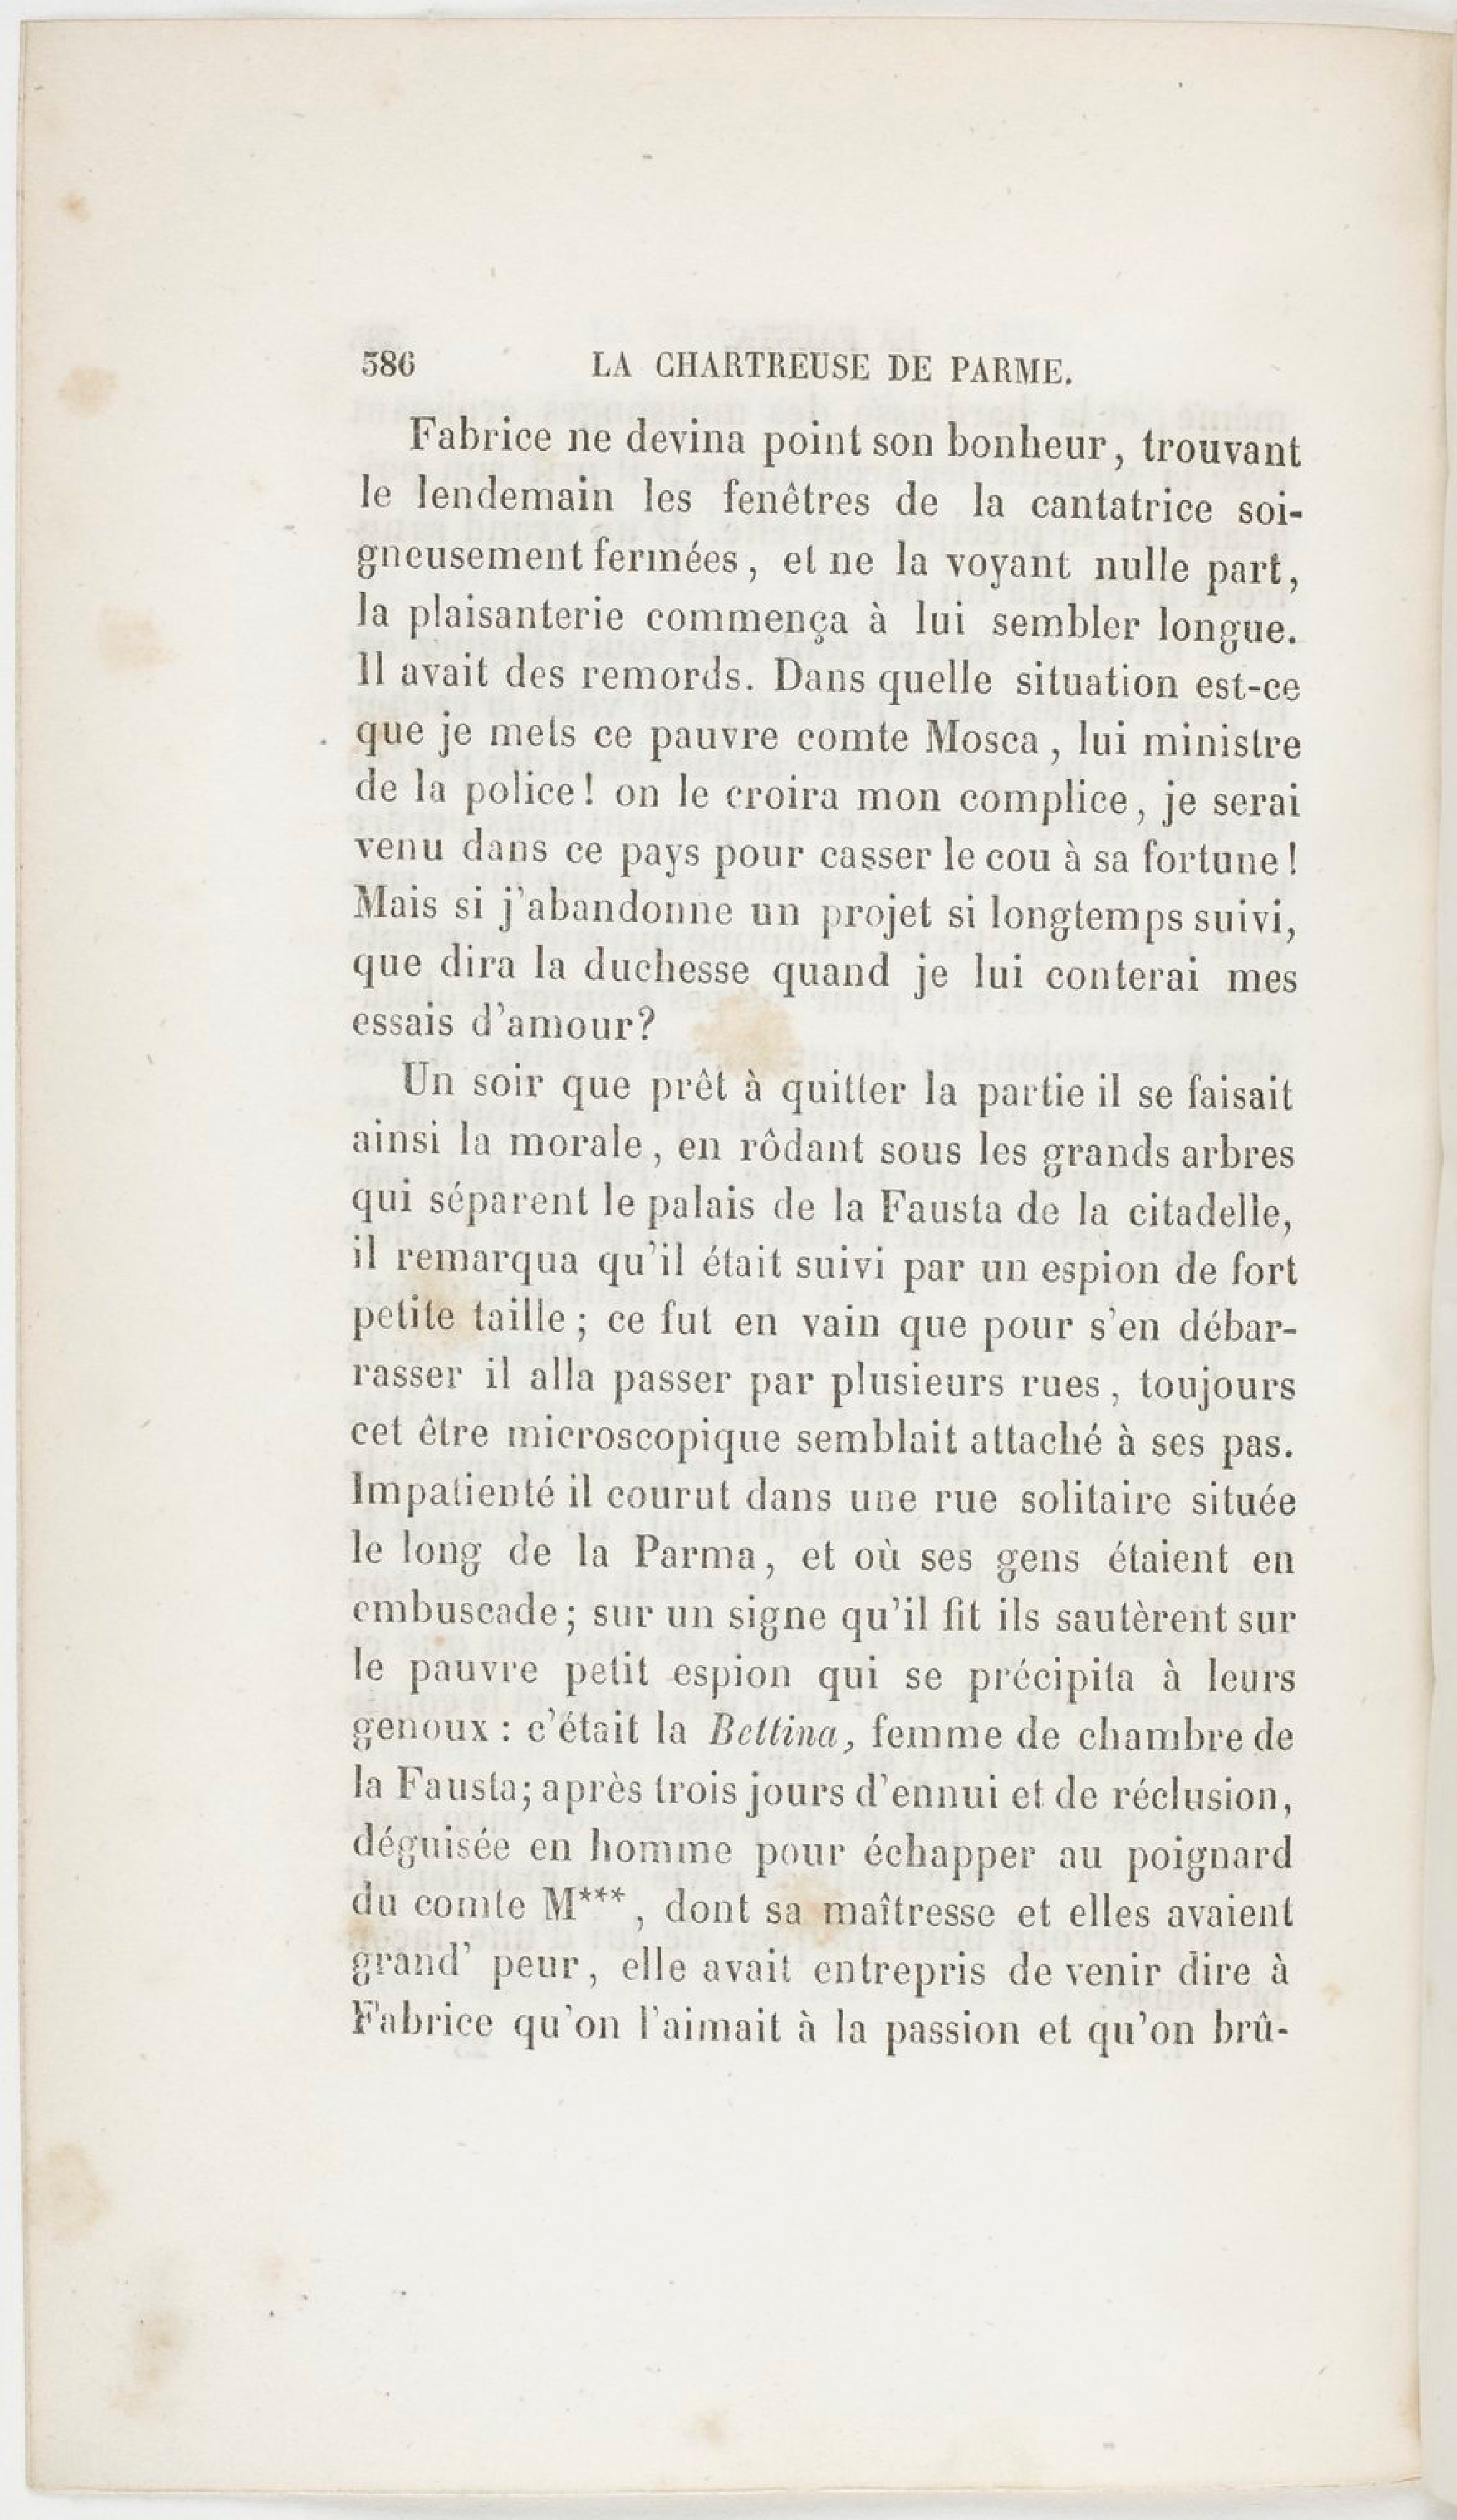 386 LA CHARTREUSE DE PARME.
Fabrice ne devina point son bonheur, trouvant
le lendemain les fenêtres de la cantatrice soi-
gneusement fermées, et ne la voyant nulle part,
la plaisanterie commença à lui sembler longue.
Il avait des remords. Dans quelle situation est-ce
que je mets ce pauvre comte Mosca, lui ministre
de la police! on le croira mon complice, je serai
venu dans ce pays pour casser le cou à sa fortune!
Mais si j'abandonne un projet si longtemps suivi,
que dira la duchesse quand je lui conterai mes
essais d'amour?
Un soir que prêt à quitter la partie il se faisait
ainsi la morale, en rôdant sous les grands arbres
qui séparent le palais de la Fausta de la citadelle,
il remarqua qu'il était suivi par un espion de fort
petite taille; ce fut en vain que pour s'en débar-
rasser il alla passer par plusieurs rues, toujours
cet être microscopique semblait attaché à ses pas.
Impatienté il courut dans une rue solitaire située
le long de la Parma, et où ses gens étaient en
embuscade; sur un signe qu'il fit ils sautèrent sur
le pauvre petit espion qui se précipita à leurs
genoux : c'était la Bettina, femme de chambre de
la Fausta; après trois jours d'ennui et de réclusion,
déguisée en homme pour échapper au poignard
du comte M***, dont sa maîtresse et elles avaient
grand' peur, elle avait entrepris de venir dire à
Fabrice qu'on l'aimait à la passion et qu'on brû-